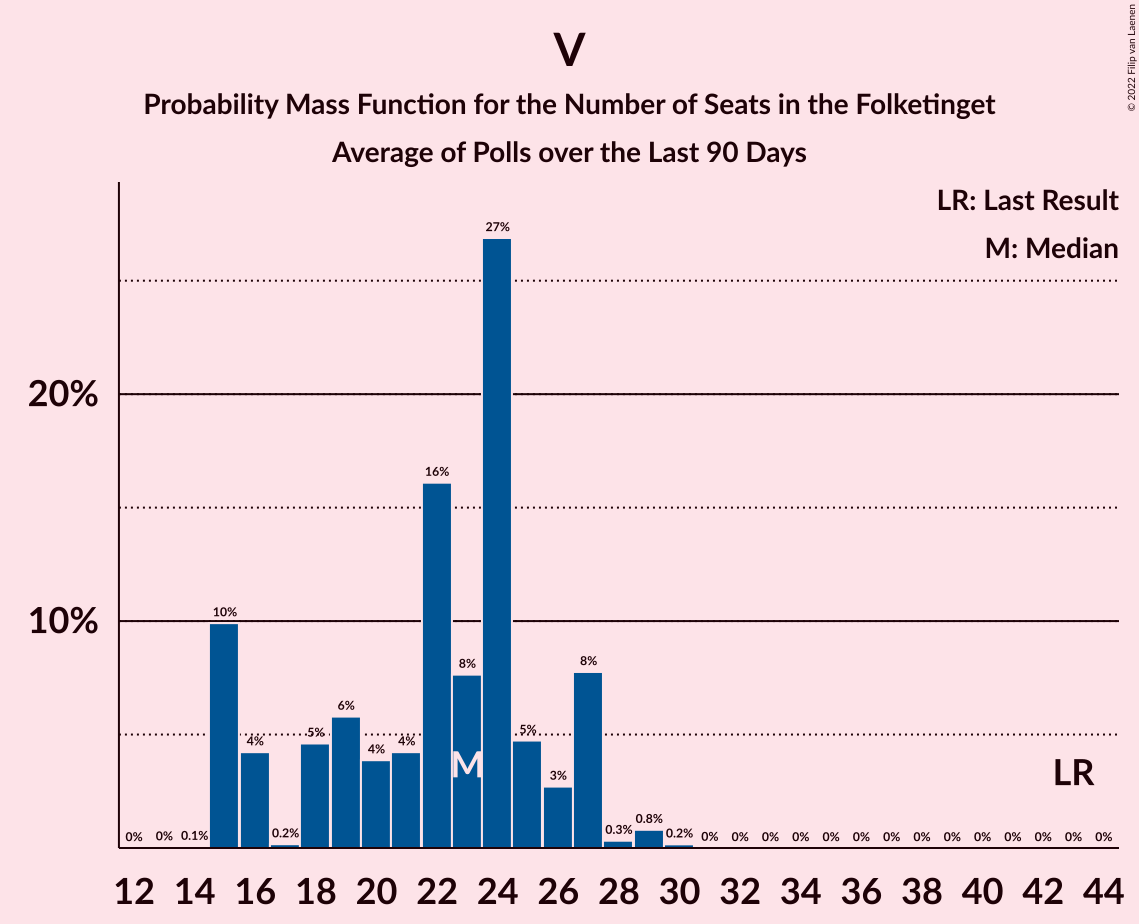 V
Probability Mass Function for the Number of Seats in the Folketinget
Average of Polls over the Last 90 Days
© 2022 Filip van Laenen
LR: Last Result
M: Median
20%
10%
0% 0% 0.1% 10% 4% 0.2% 5% 6% 4% 4% 16% 8% 27% 5% 3% 8% 0.3% 0.8% 0.2% 0% 0% 0% 0% 0% 0% 0% 0% 0% 0% 0% 0% 0% 0%
M
LR
12 14 16 18 20 22 24 26 28 30 32 34 36 38 40 42 44